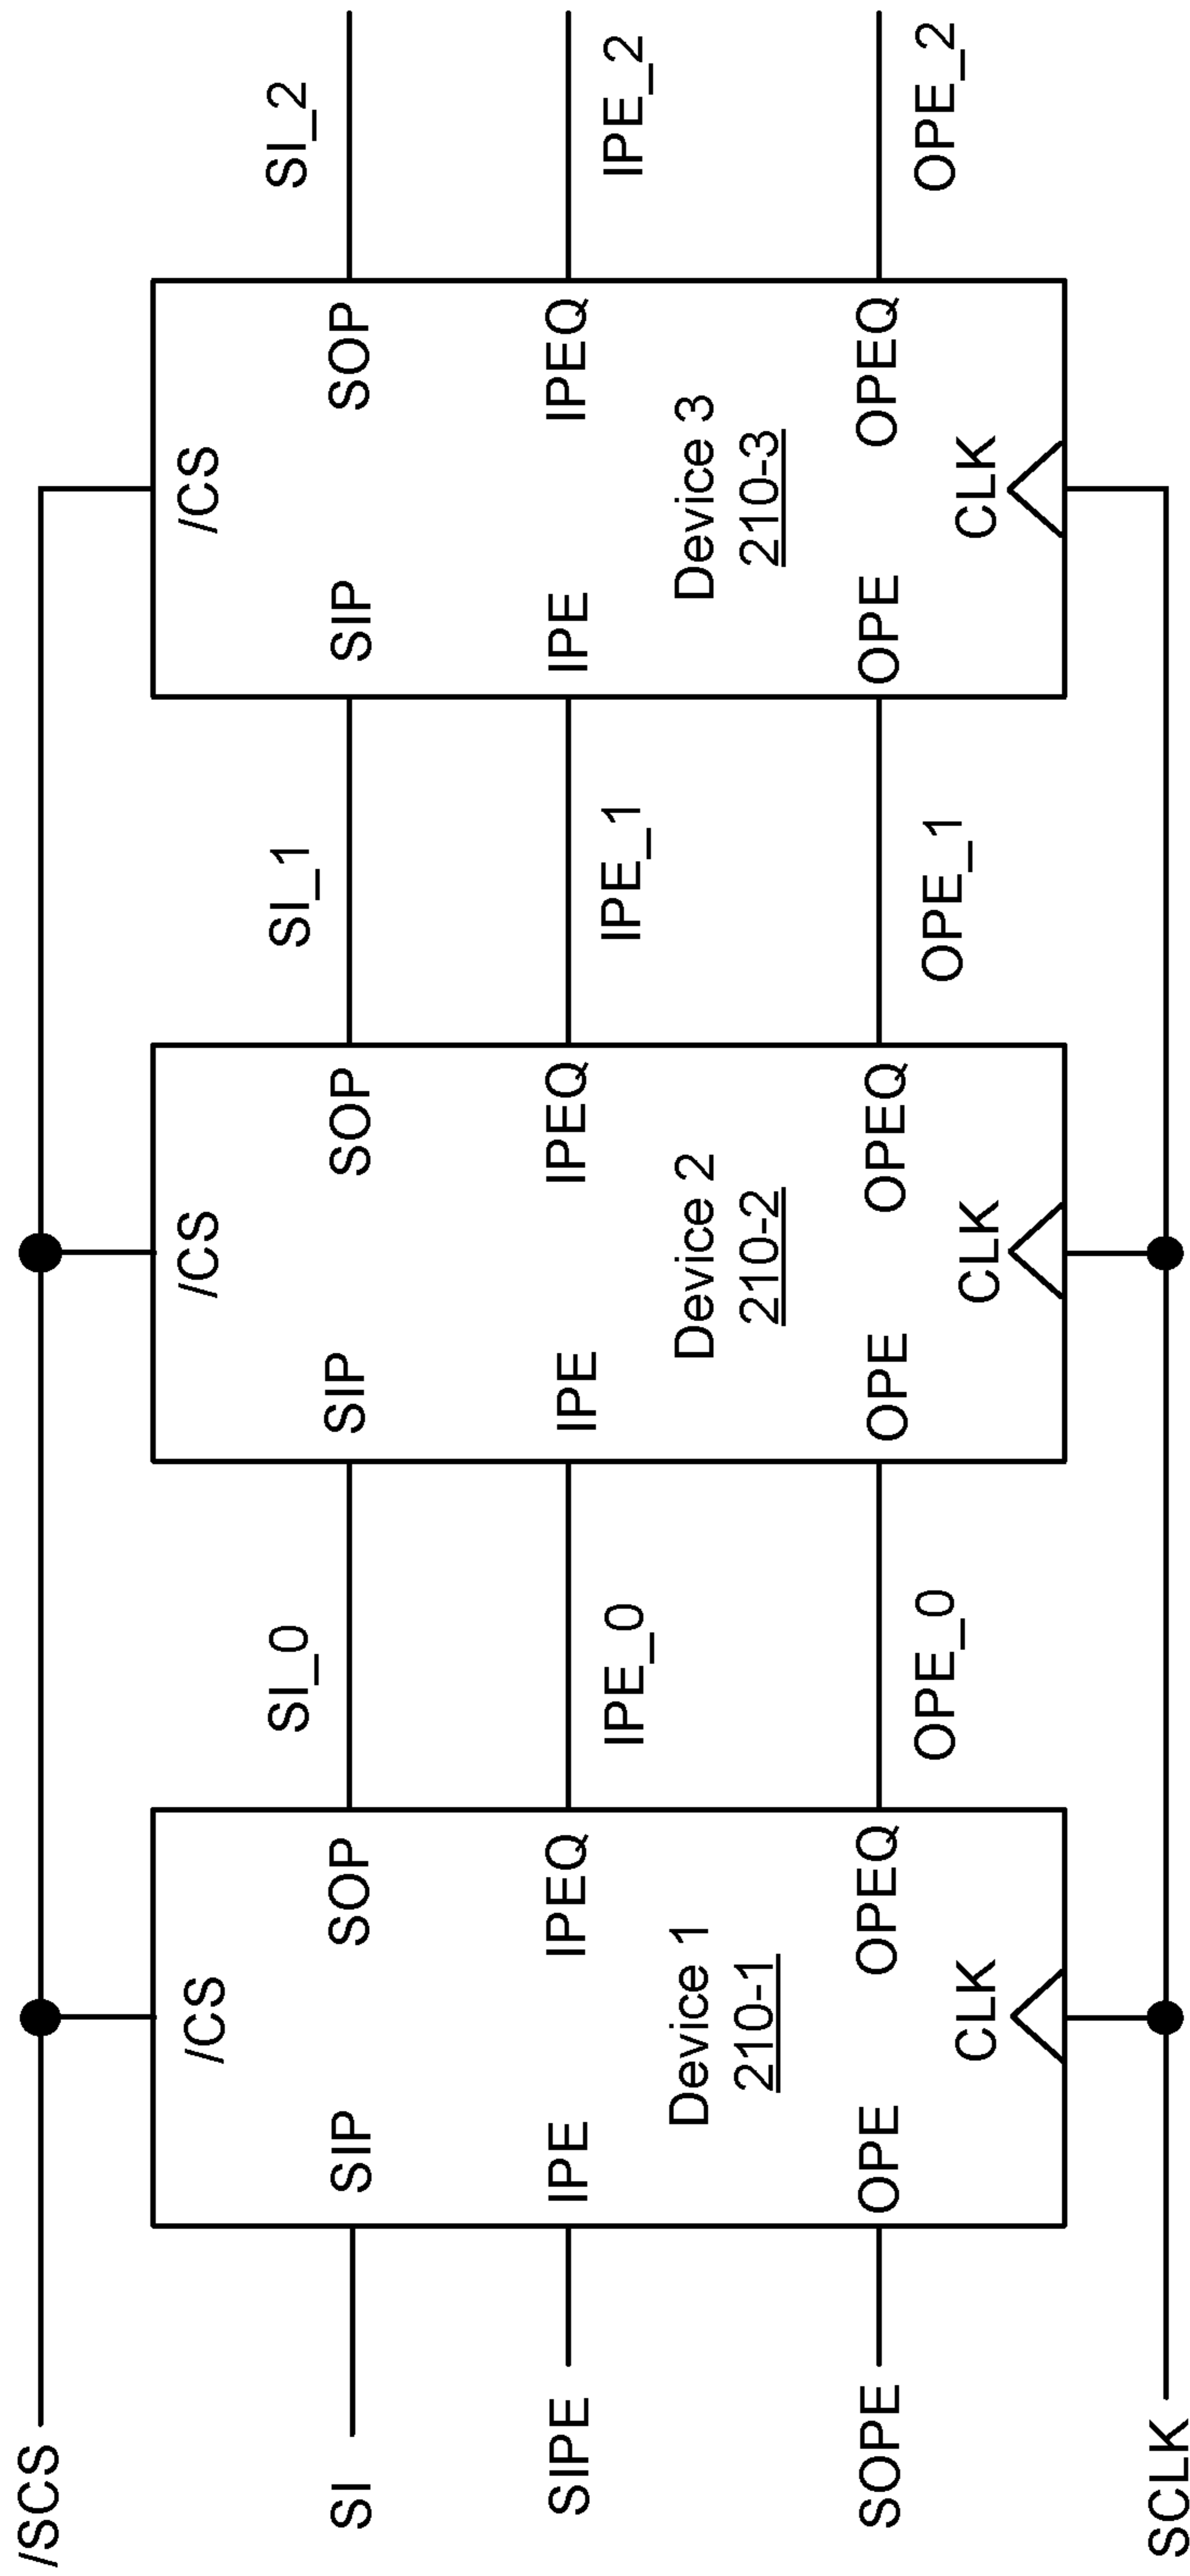 /SCS
SI
SIPE
SOPE
SCLK
/CS
SIP
SOP
IPE
IPEQ
Device 1
210-1
OPE
OPEQ
CLK
SI_0
IPE_0
OPE_0
/CS
SIP
SOP
IPE
IPEQ
Device 2
210-2
OPE
OPEQ
CLK
SI_1
IPE_1
OPE_1
/CS
SIP
SOP
IPE
IPEQ
Device 3
210-3
OPE
OPEQ
CLK
SI_2
IPE_2
OPE_2